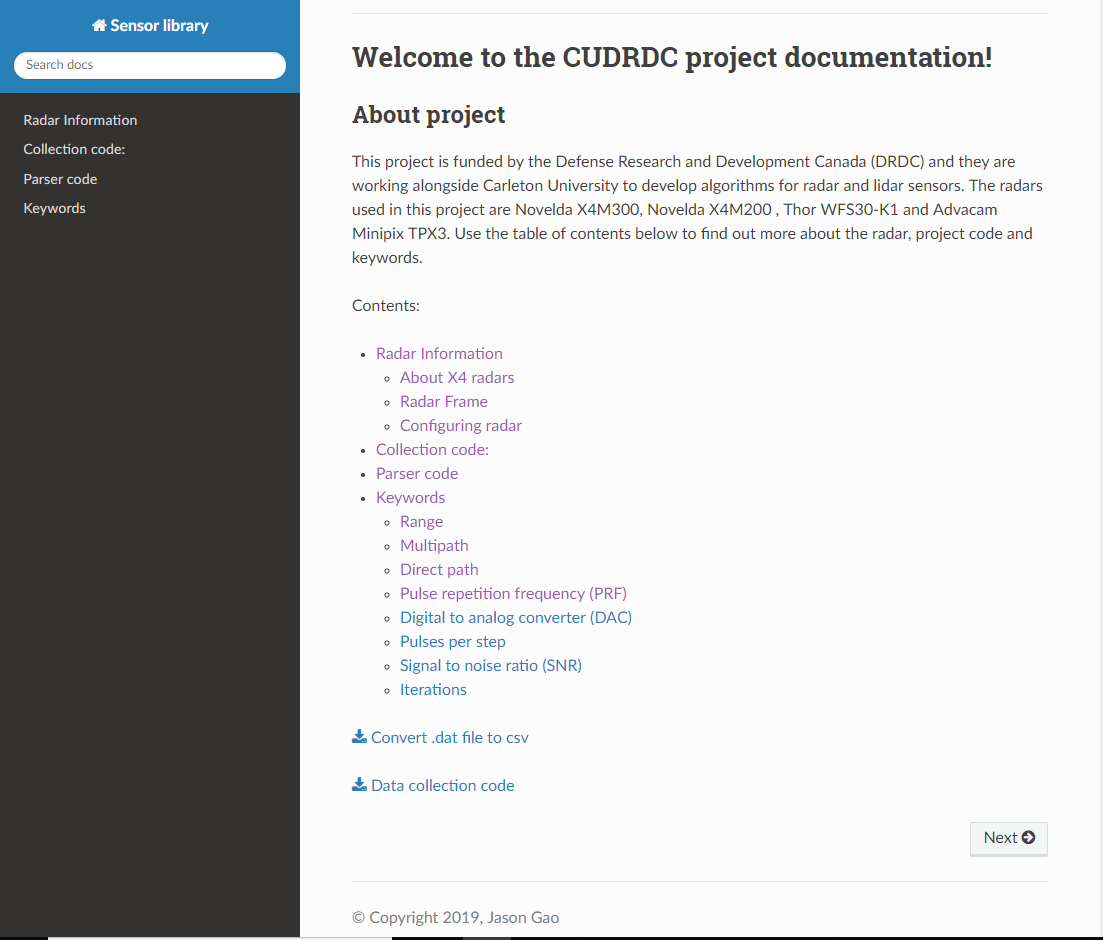 Sensor library
Search docs
Radar Information
Collection code:
Parser code
Keywords
Welcome to the CUDRDC project documentation!
About project
This project is funded by the Defense Research and Development Canada (DRDC) and they are
working alongside Carleton University to develop algorithms for radar and lidar sensors. The radars
used in this project are Novelda X4M300, Novelda X4M200 , Thor WFS30-K1 and Advacam
Minipix TPX3. Use the table of contents below to find out more about the radar, project code and
keywords.
Contents:
Radar Information
About X4 radars
Radar Frame
Configuring radar
Collection code:
Parser code
Keywords
Range
Multipath
Direct path
Pulse repetition frequency (PRF)
Digital to analog converter (DAC)
Pulses per step
Signal to noise ratio (SNR)
Iterations
Convert .dat file to csv
Data collection code
Next
© Copyright 2019, Jason Gao